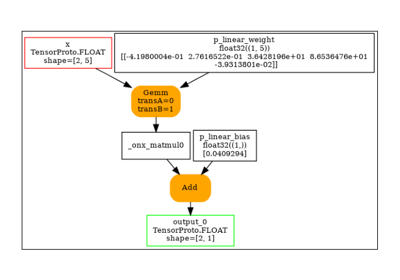 x
TensorProto.FLOAT
shape=[2, 5]
p_linear_weight
float32((1, 5))
[[-4.1980004e-01 2.7616522e-01 3.6428196e+01 8.6536476e+01
-3.9313801e-02]]
Gemm
transA=0
transB=1
_onx_matmul0
p_linear_bias
float32((1,))
[0.0409294]
Add
output_0
TensorProto.FLOAT
shape=[2, 1]